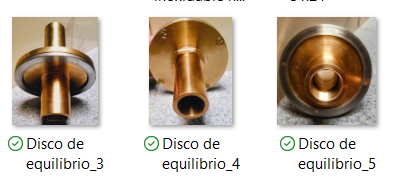 Disco de
equilibrio_3
Disco de
equilibrio_4
Disco de
equilibrio_5